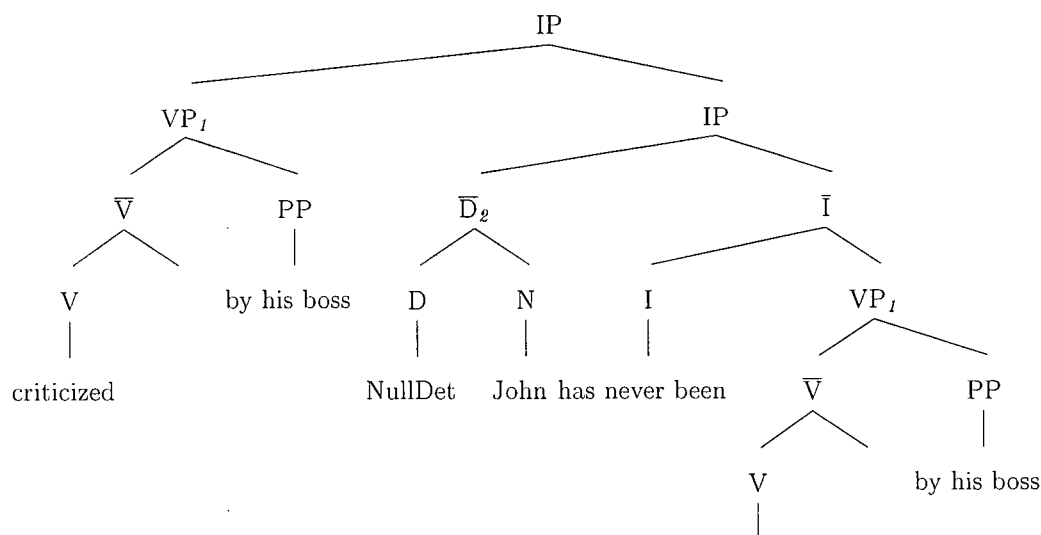 IP
VP₁ IP
V̅ PP D̅₂ I̅
V by his boss D N I VP₁
criticized NullDet John has never been V̅ PP
V by his boss